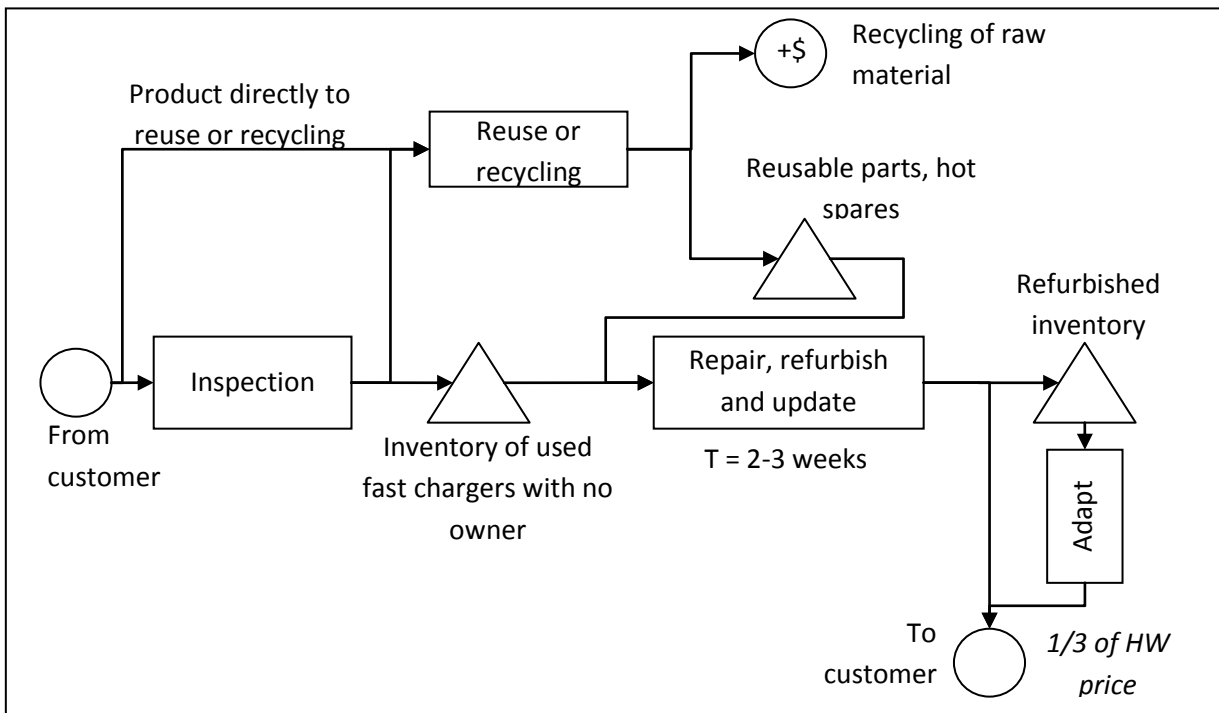 +$
Recycling of raw
material
Product directly to
reuse or recycling
Reuse or
recycling
Reusable parts, hot
spares
Refurbished
inventory
Inspection
Repair, refurbish
and update
From
customer
Inventory of used
fast chargers with no
owner
T = 2-3 weeks
Adapt
To
customer
1/3 of HW
price